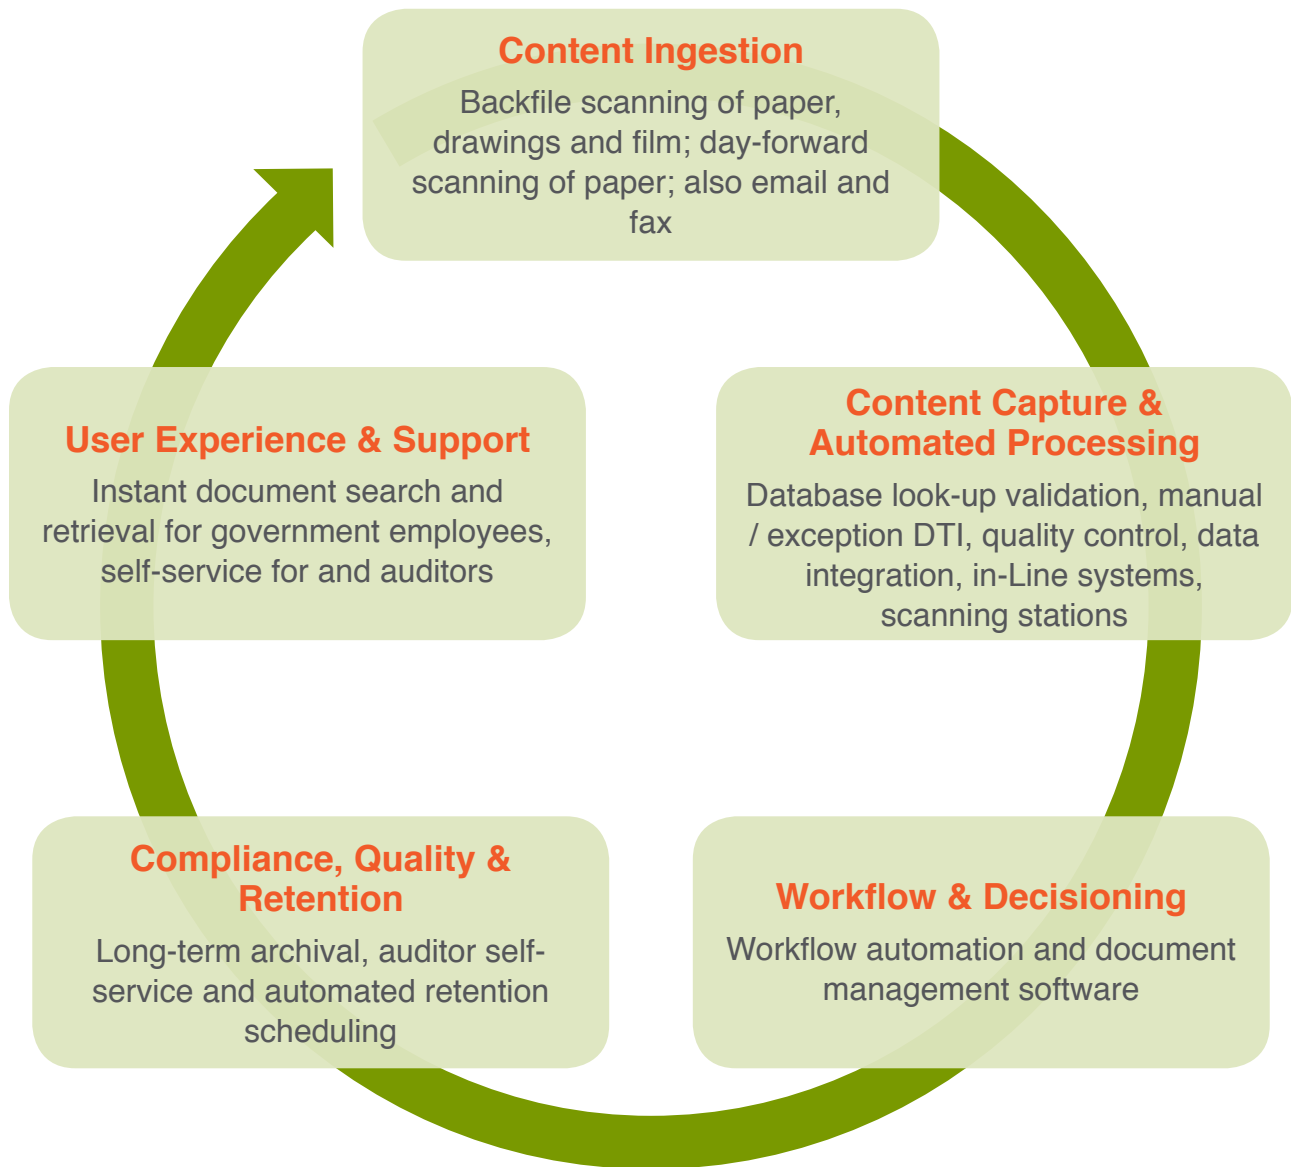 Content Ingestion
Backfile scanning of paper,
drawings and film; day-forward
scanning of paper; also email and
fax
Content Capture &
Automated Processing
Database look-up validation, manual
/ exception DTI, quality control, data
integration, in-Line systems,
scanning stations
Workflow & Decisioning
Workflow automation and document
management software
Compliance, Quality &
Retention
Long-term archival, auditor self-
service and automated retention
scheduling
User Experience & Support
Instant document search and
retrieval for government employees,
self-service for and auditors